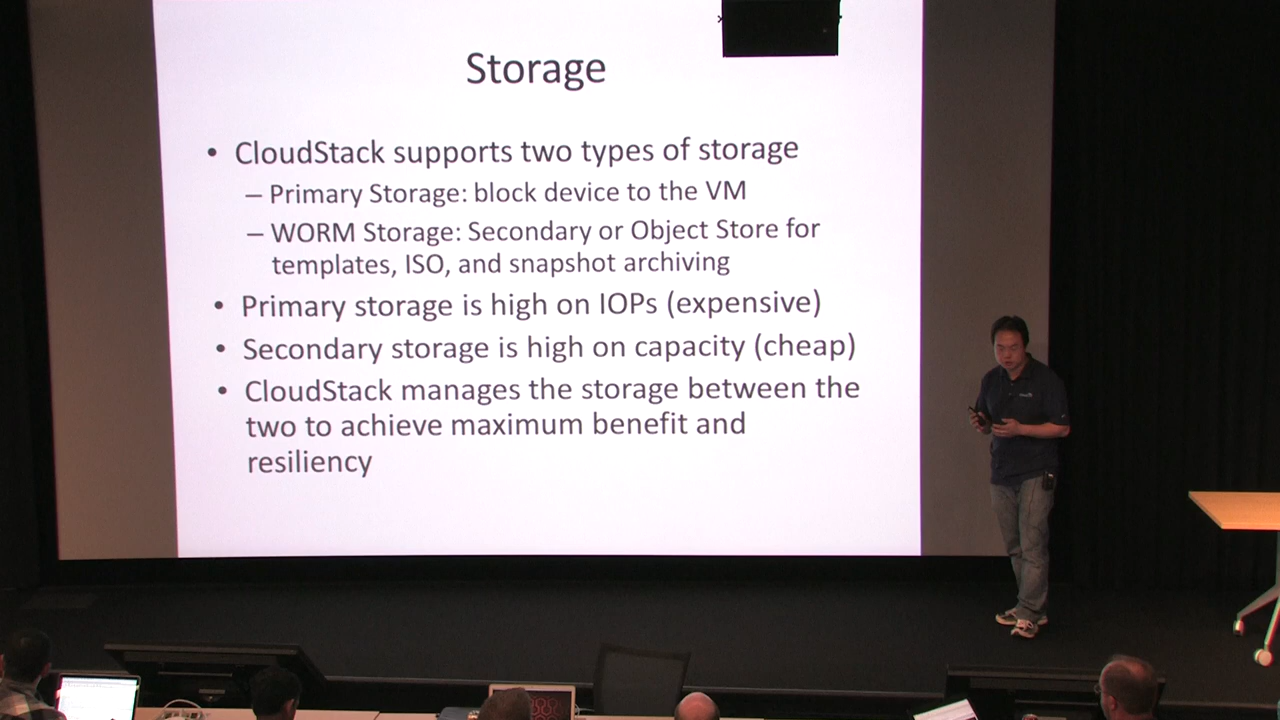 Storage
• CloudStack supports two types of storage
– Primary Storage: block device to the VM
– WORM Storage: Secondary or Object Store for
templates, ISO, and snapshot archiving
• Primary storage is high on IOPs (expensive)
• Secondary storage is high on capacity (cheap)
• CloudStack manages the storage between the
two to achieve maximum benefit and
resiliency